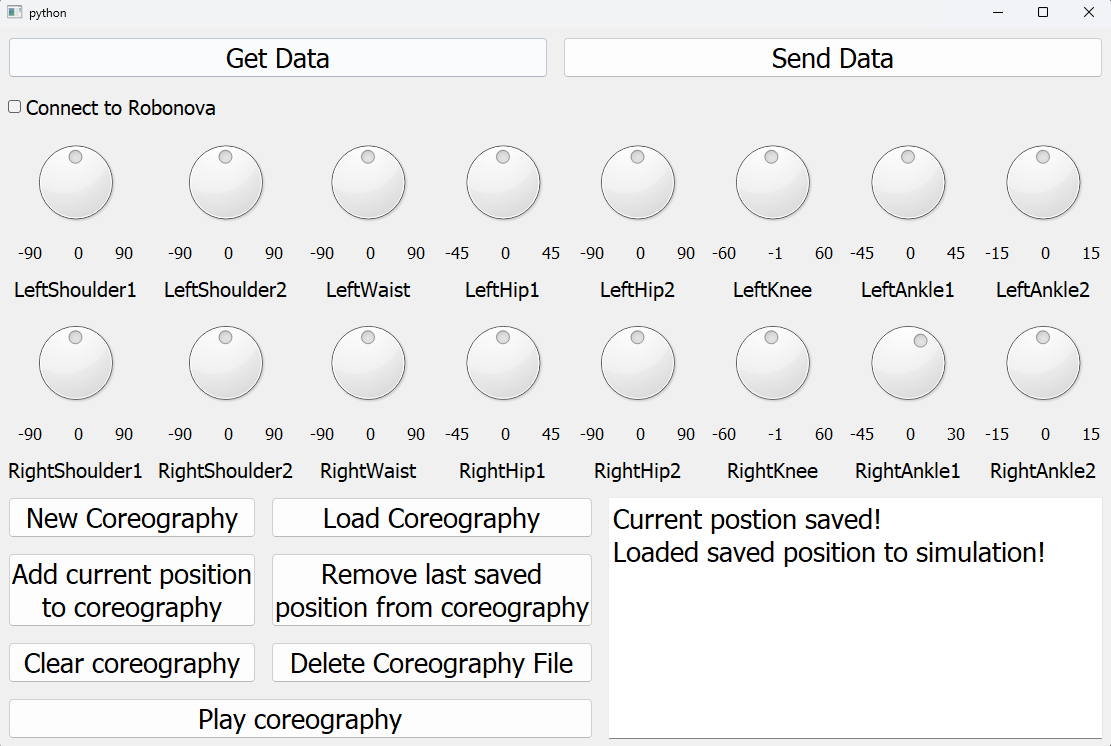 python
Get Data
Send Data
Connect to Robonova
-90 0 90 -90 0 90 -90 0 90 -45 0 45 -90 0 90 -60 -1 60 -45 0 45 -15 0 15
LeftShoulder1 LeftShoulder2 LeftWaist LeftHip1 LeftHip2 LeftKnee LeftAnkle1 LeftAnkle2
-90 0 90 -90 0 90 -90 0 90 -45 0 45 -90 0 90 -60 -1 60 -45 0 30 -15 0 15
RightShoulder1 RightShoulder2 RightWaist RightHip1 RightHip2 RightKnee RightAnkle1 RightAnkle2
New Coreography
Load Coreography
Add current position
to coreography
Remove last saved
position from coreography
Clear coreography
Delete Coreography File
Play coreography
Current postion saved!
Loaded saved position to simulation!